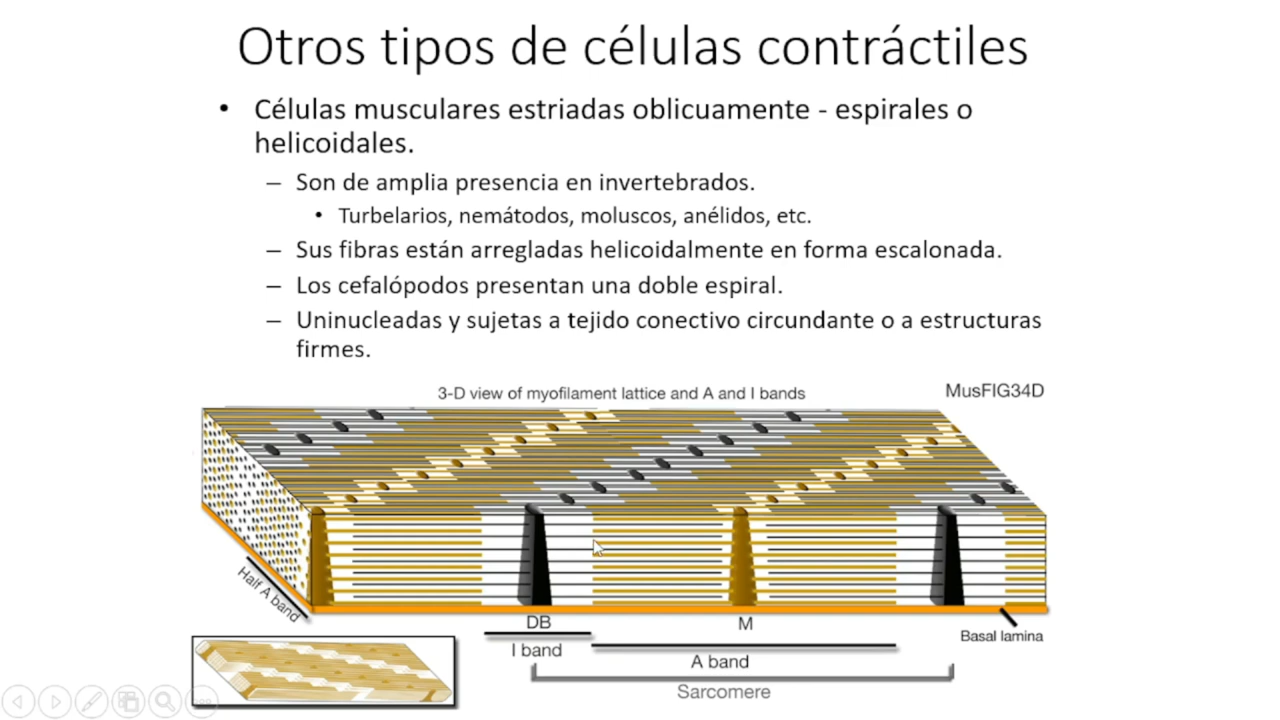 Otros tipos de células contráctiles
• Células musculares estriadas oblicuamente - espirales o
helicoidales.
– Son de amplia presencia en invertebrados.
• Turbelarios, nemátodos, moluscos, anélidos, etc.
– Sus fibras están arregladas helicoidalmente en forma escalonada.
– Los cefalópodos presentan una doble espiral.
– Uninucleadas y sujetas a tejido conectivo circundante o a estructuras
firmes.
3-D view of myofilament lattice and A and I bands
MusFIG34D
Half A band
DB
M
Basal lamina
I band
A band
Sarcomere